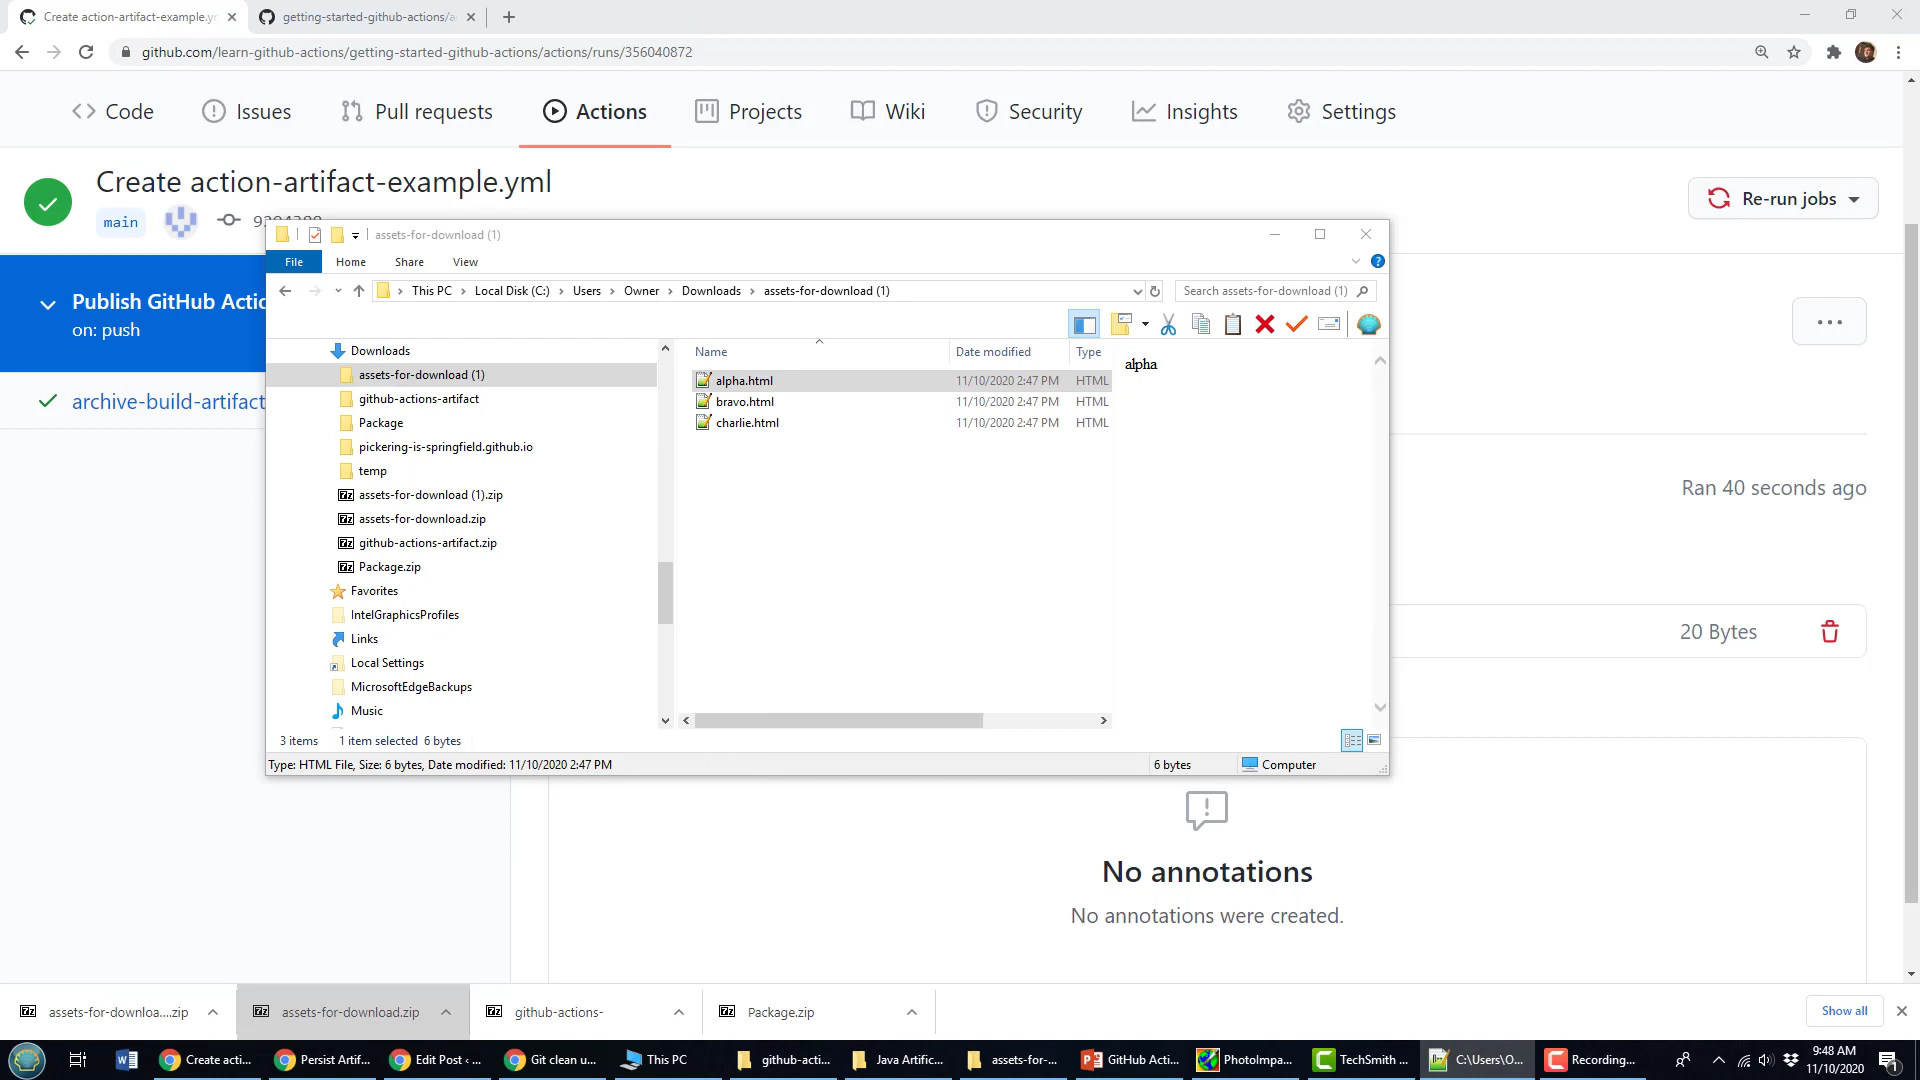 Create action-artifact-example.y
getting-started-github-actions/a
github.com/learn-github-actions/getting-started-github-actions/actions/runs/356040872
Code
Issues
Pull requests
Actions
Projects
Wiki
Security
Insights
Settings
Create action-artifact-example.yml
Re-run jobs
main
assets-for-download (1)
File
Home
Share
View
This PC
Local Disk (C:)
Users
Owner
Downloads
assets-for-download (1)
Search assets-for-download (1)
Publish GitHub Actio
on: push
archive-build-artifact
Downloads
assets-for-download (1)
github-actions-artifact
Package
pickering-is-springfield.github.io
temp
assets-for-download (1).zip
assets-for-download.zip
github-actions-artifact.zip
Package.zip
Favorites
IntelGraphicsProfiles
Links
Local Settings
MicrosoftEdgeBackups
Music
Name
Date modified
Type
alpha.html 11/10/2020 2:47 PM HTML
bravo.html 11/10/2020 2:47 PM HTML
charlie.html 11/10/2020 2:47 PM HTML
alpha
3 items
1 item selected 6 bytes
Type: HTML File, Size: 6 bytes, Date modified: 11/10/2020 2:47 PM
6 bytes
Computer
Ran 40 seconds ago
20 Bytes
No annotations
No annotations were created.
assets-for-downloa....zip
assets-for-download.zip
github-actions-
Package.zip
Show all
Create acti...
Persist Artif...
Edit Post ‹ ...
Git clean u...
This PC
github-acti...
Java Artific...
assets-for-...
GitHub Acti...
PhotoImpa...
TechSmith ...
C:\Users\O...
Recording...
9:48 AM
11/10/2020
1